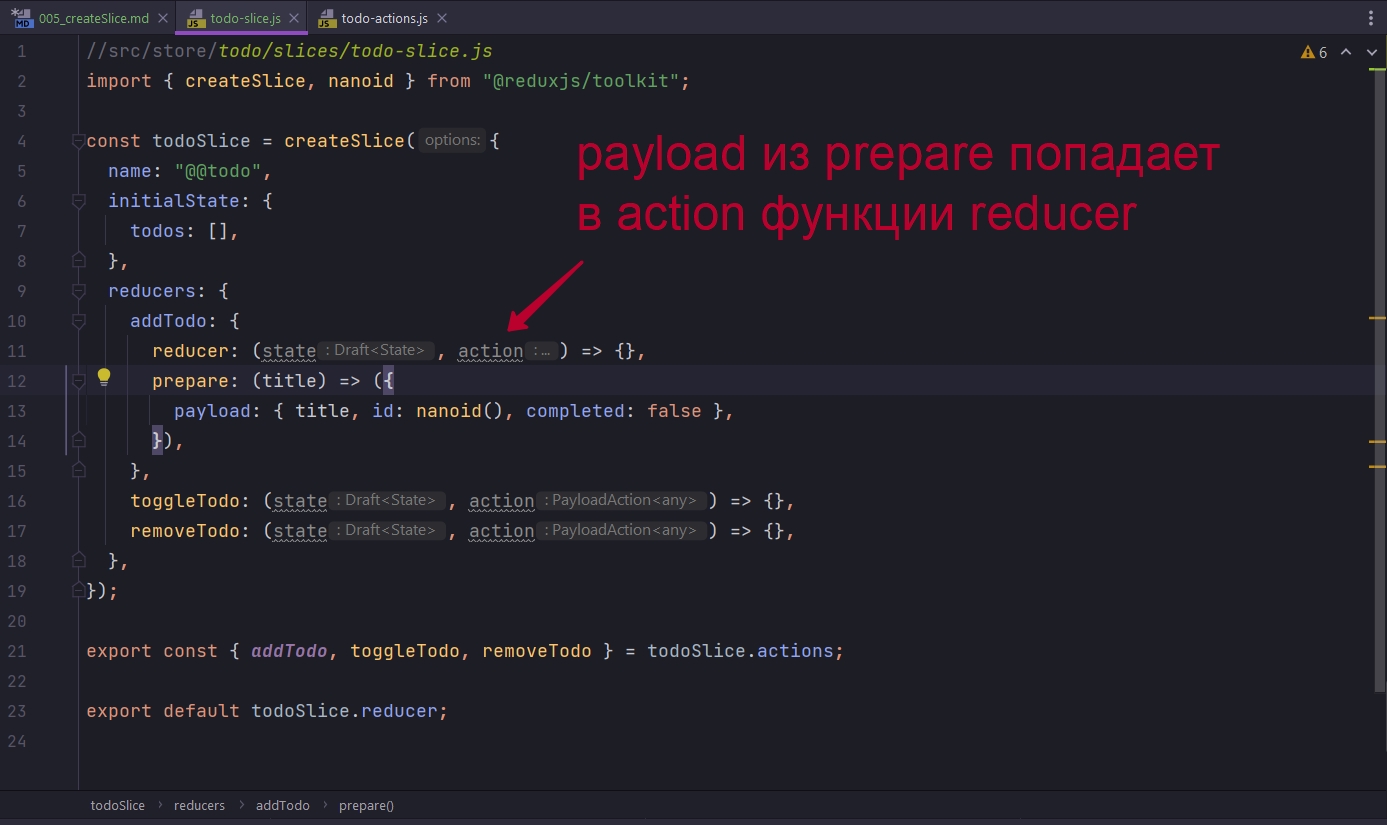 005_createSlice.md
todo-slice.js
todo-actions.js
1 //src/store/todo/slices/todo-slice.js
6
2 import { createSlice, nanoid } from "@reduxjs/toolkit";
3
4 const todoSlice = createSlice( options: {
payload из prepare попадает
в action функции reducer
5 name: "@@todo",
6 initialState: {
7 todos: [],
8 },
9 reducers: {
10 addTodo: {
11 reducer: (state : Draft<State> , action : … ) => {},
12 prepare: (title) => ({
13 payload: { title, id: nanoid(), completed: false },
14 }),
15 },
16 toggleTodo: (state : Draft<State> , action : PayloadAction<any> ) => {},
17 removeTodo: (state : Draft<State> , action : PayloadAction<any> ) => {},
18 },
19 });
20
21 export const { addTodo, toggleTodo, removeTodo } = todoSlice.actions;
22
23 export default todoSlice.reducer;
24
todoSlice › reducers › addTodo › prepare()